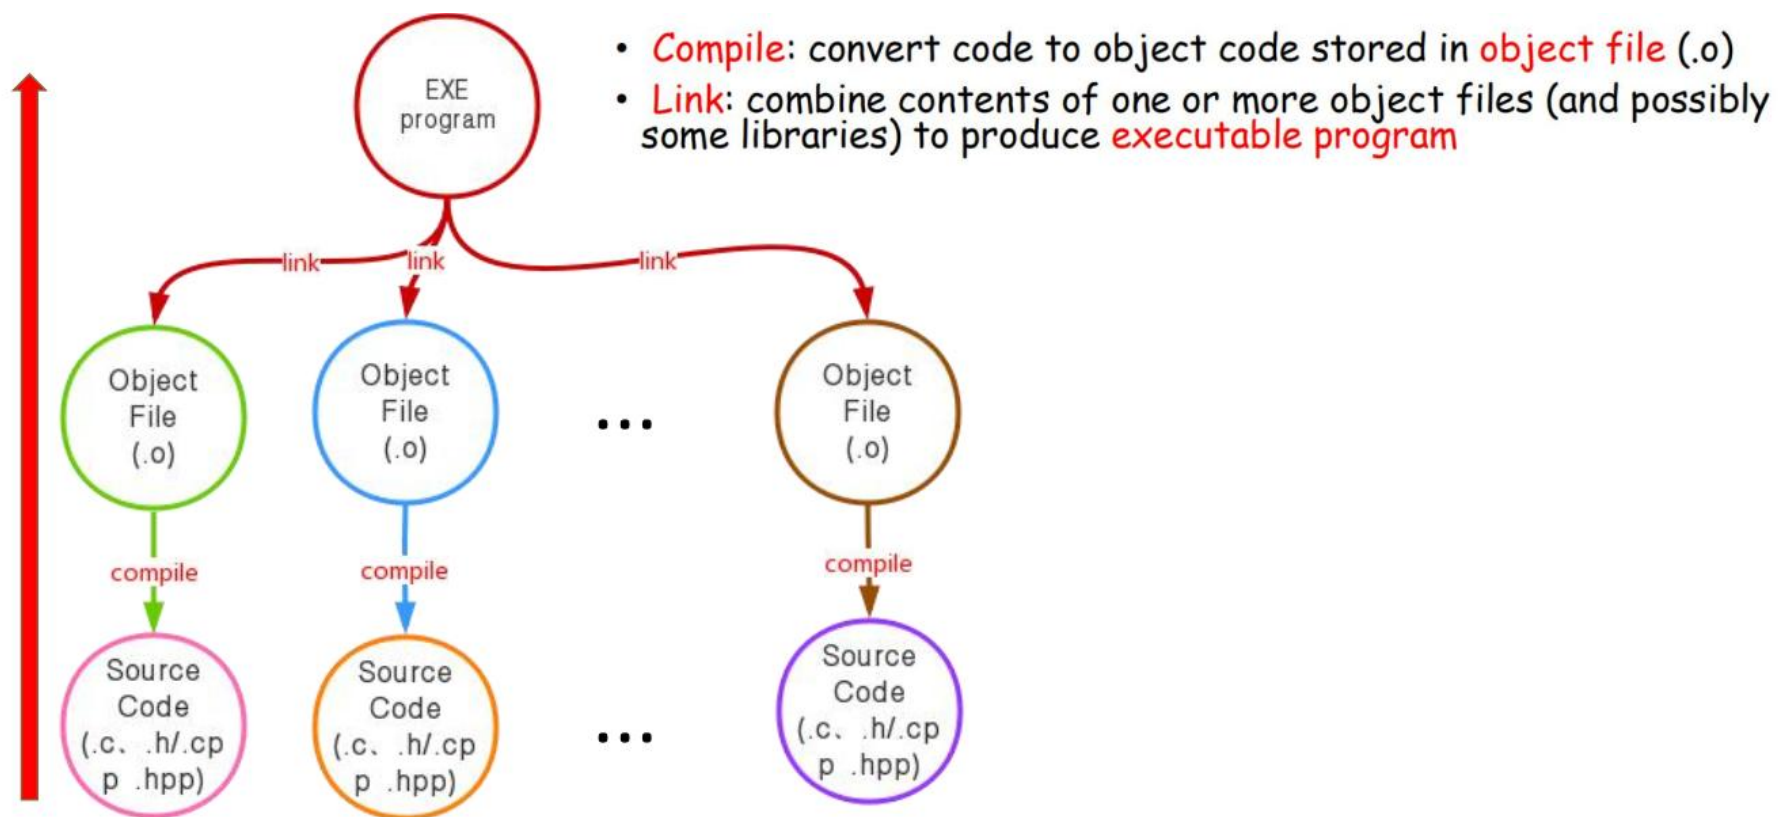 • Compile: convert code to object code stored in object file (.o)
• Link: combine contents of one or more object files (and possibly
some libraries) to produce executable program
EXE
program
link
link
link
Object
File
(.o)
Object
File
(.o)
...
Object
File
(.o)
compile
compile
compile
Source
Code
(.c、.h/.cp
p .hpp)
Source
Code
(.c、.h/.cp
p .hpp)
...
Source
Code
(.c、.h/.cp
p .hpp)